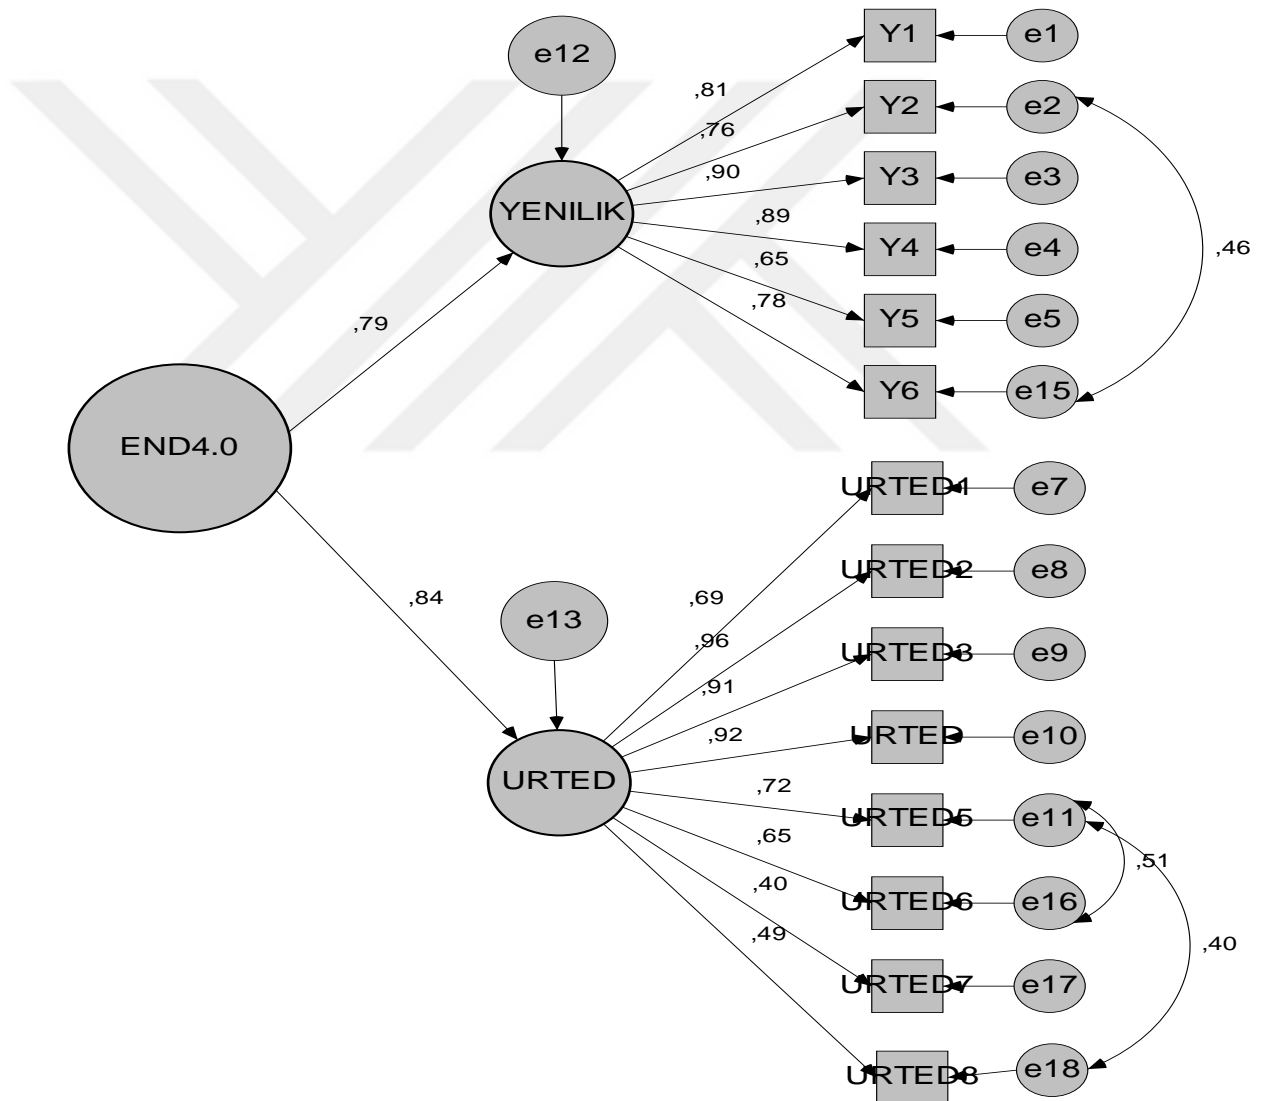 e12
Y1
e1
,81
Y2
e2
,76
Y3
e3
,90
YENILIK
,89
Y4
e4
,46
,65
Y5
e5
,78
,79
Y6
e15
END4.0
URTED1
e7
URTED2
e8
,84
,69
e13
,96
URTED3
e9
,91
,92
URTED
e10
URTED
,72
URTED5
e11
,65
,51
,40
URTED6
e16
,49
,40
URTED7
e17
URTED8
e18